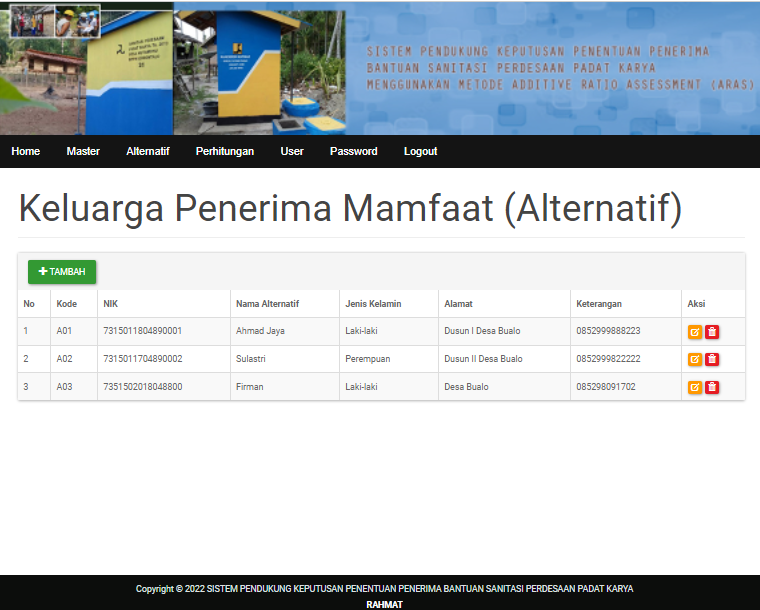 SISTEM PENDUKUNG KEPUTUSAN PENENTUAN PENERIMA
BANTUAN SANITASI PERDESAAN PADAT KARYA
MENGGUNAKAN METODE ADDITIVE RATIO ASSESSMENT (ARAS)
Home Master Alternatif Perhitungan User Password Logout
Keluarga Penerima Mamfaat (Alternatif)
TAMBAH
No Kode NIK Nama Alternatif Jenis Kelamin Alamat Keterangan Aksi
1 A01 7315011804890001 Ahmad Jaya Laki-laki Dusun I Desa Bualo 0852999888223
2 A02 7315011704890002 Sulastri Perempuan Dusun II Desa Bualo 0852999822222
3 A03 7351502018048800 Firman Laki-laki Desa Bualo 085298091702
Copyright © 2022 SISTEM PENDUKUNG KEPUTUSAN PENENTUAN PENERIMA BANTUAN SANITASI PERDESAAN PADAT KARYA
RAHMAT